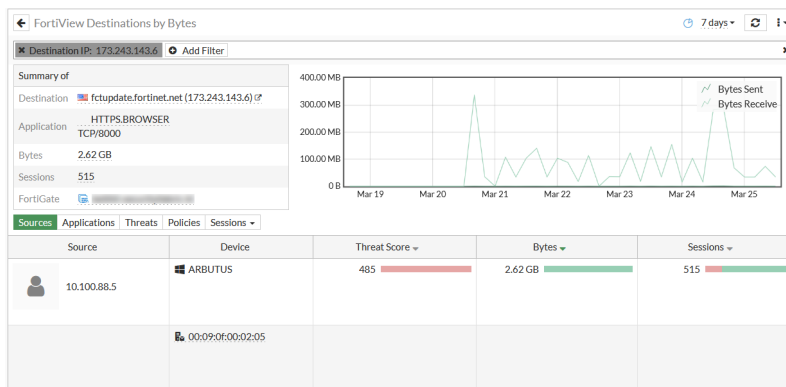 FortiView Destinations by Bytes
7 days
Destination IP: 173.243.143.6
Add Filter
Summary of
Destination fctupdate.fortinet.net (173.243.143.6)
Application HTTPS.BROWSER
TCP/8000
Bytes 2.62 GB
Sessions 515
FortiGate
400.00 MB
300.00 MB
200.00 MB
100.00 MB
0 B
Mar 19 Mar 20 Mar 21 Mar 22 Mar 23 Mar 24 Mar 25
Bytes Sent
Bytes Receive
Sources Applications Threats Policies Sessions
Source Device Threat Score Bytes Sessions
10.100.88.5 ARBUTUS 485 2.62 GB 515
00:09:0f:00:02:05